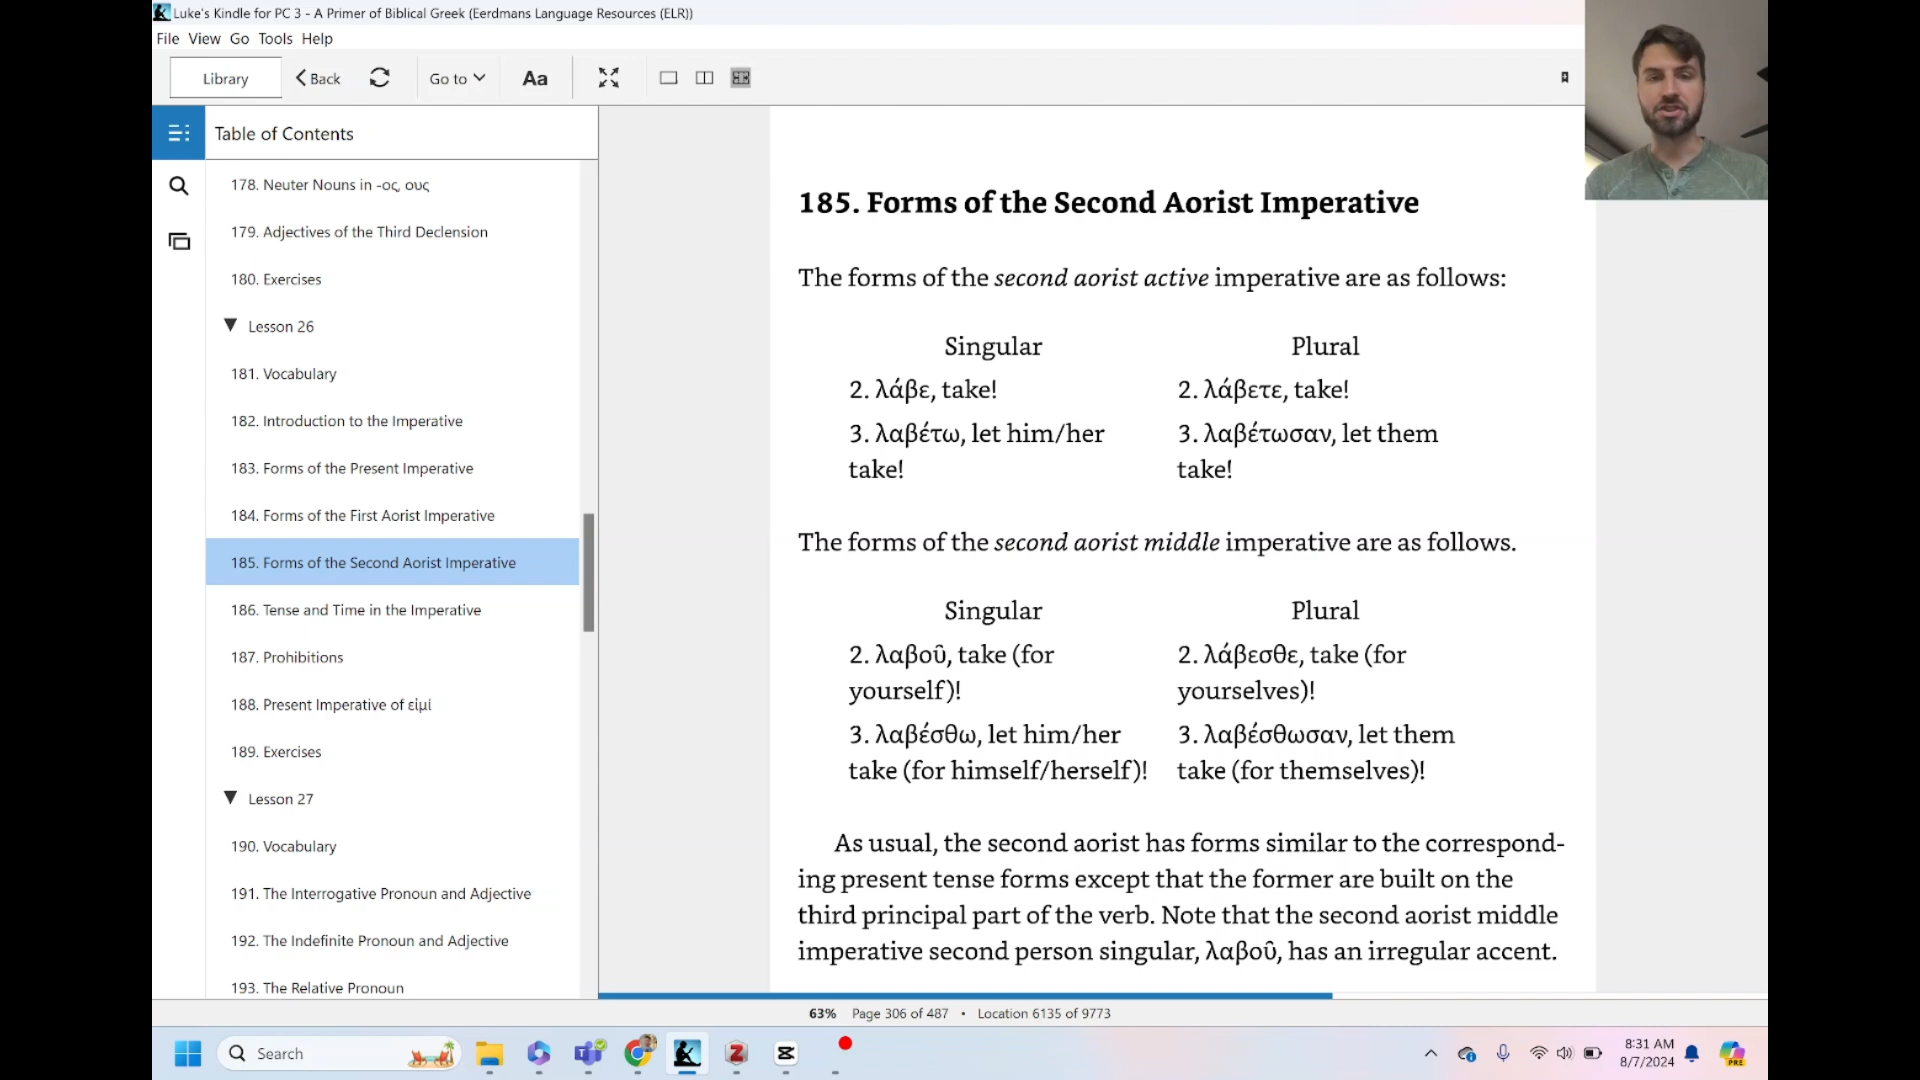 Luke's Kindle for PC 3 - A Primer of Biblical Greek (Eerdmans Language Resources (ELR))
File View Go Tools Help
Library Back Go to Aa
Table of Contents
178. Neuter Nouns in -ος, ους
179. Adjectives of the Third Declension
180. Exercises
Lesson 26
181. Vocabulary
182. Introduction to the Imperative
183. Forms of the Present Imperative
184. Forms of the First Aorist Imperative
185. Forms of the Second Aorist Imperative
186. Tense and Time in the Imperative
187. Prohibitions
188. Present Imperative of εἰμί
189. Exercises
Lesson 27
190. Vocabulary
191. The Interrogative Pronoun and Adjective
192. The Indefinite Pronoun and Adjective
193. The Relative Pronoun
185. Forms of the Second Aorist Imperative
The forms of the second aorist active imperative are as follows:
Singular Plural
2. λάβε, take! 2. λάβετε, take!
3. λαβέτω, let him/her 3. λαβέτωσαν, let them
take! take!
The forms of the second aorist middle imperative are as follows.
Singular Plural
2. λαβοῦ, take (for 2. λάβεσθε, take (for
yourself)! yourselves)!
3. λαβέσθω, let him/her 3. λαβέσθωσαν, let them
take (for himself/herself)! take (for themselves)!
As usual, the second aorist has forms similar to the correspond-
ing present tense forms except that the former are built on the
third principal part of the verb. Note that the second aorist middle
imperative second person singular, λαβοῦ, has an irregular accent.
63% Page 306 of 487 • Location 6135 of 9773
Search
8:31 AM
8/7/2024
PRE